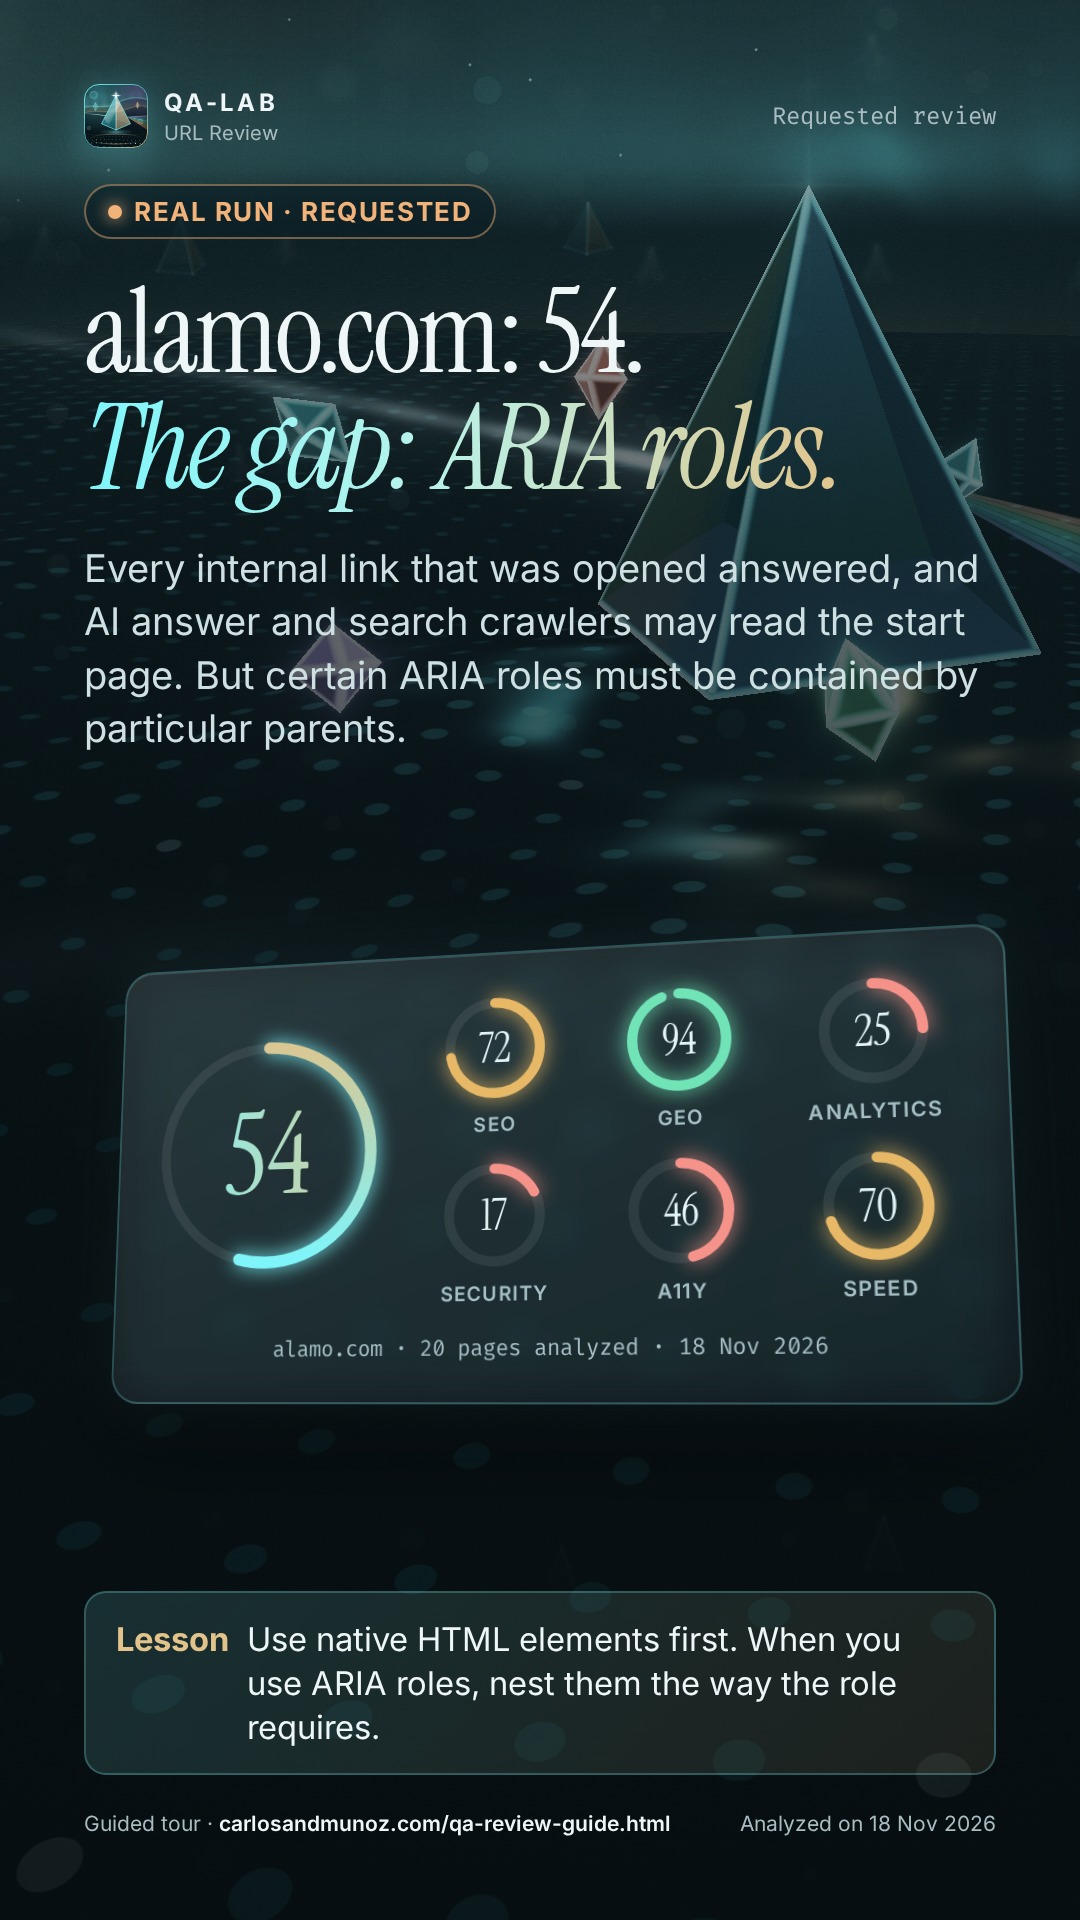 QA-LAB
URL Review
Requested review
REAL RUN · REQUESTED
alamo.com: 54.
The gap: ARIA roles.
Every internal link that was opened answered, and
AI answer and search crawlers may read the start
page. But certain ARIA roles must be contained by
particular parents.
54
72
SEO
94
GEO
25
ANALYTICS
17
SECURITY
46
A11Y
70
SPEED
alamo.com · 20 pages analyzed · 18 Nov 2026
Lesson Use native HTML elements first. When you
use ARIA roles, nest them the way the role
requires.
Guided tour · carlosandmunoz.com/qa-review-guide.html
Analyzed on 18 Nov 2026